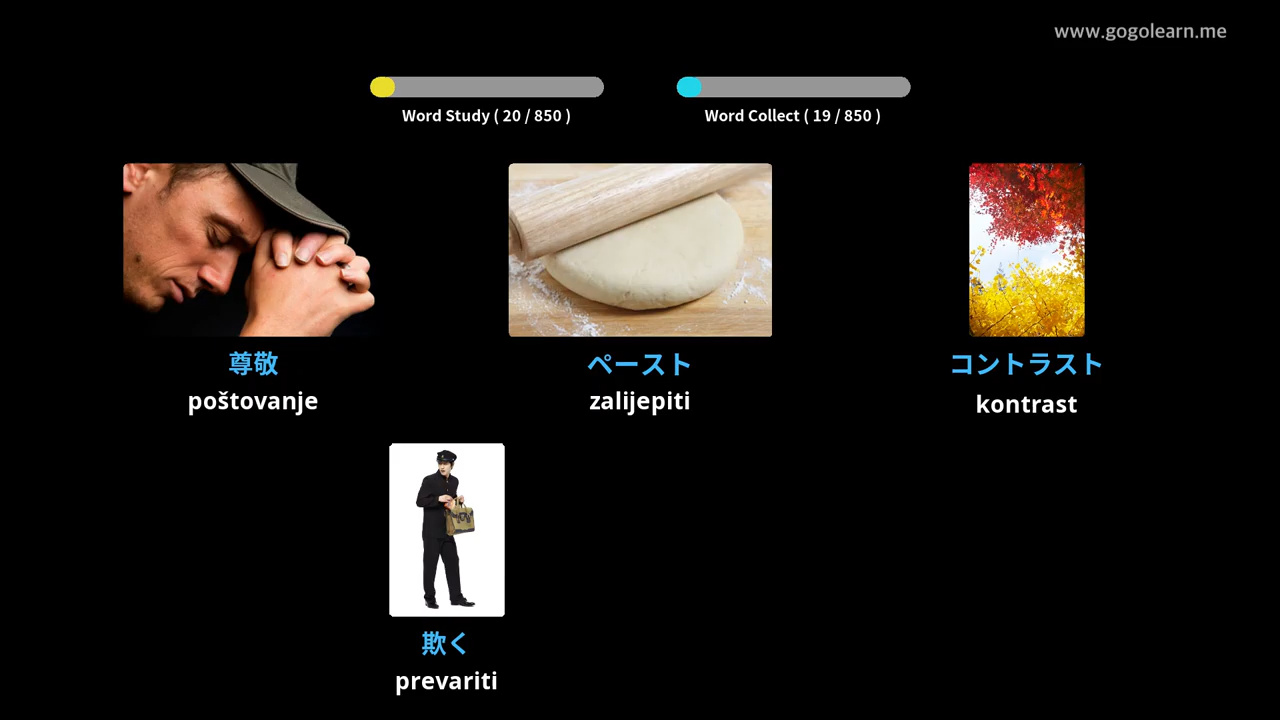 www.gogolearn.me
Word Study ( 20 / 850 )
Word Collect ( 19 / 850 )
尊敬
ペースト
コントラスト
poštovanje
zalijepiti
kontrast
欺く
prevariti